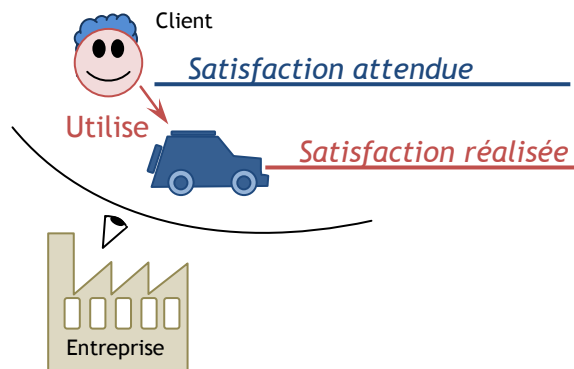 Client
Satisfaction attendue
Utilise
Satisfaction réalisée
Entreprise